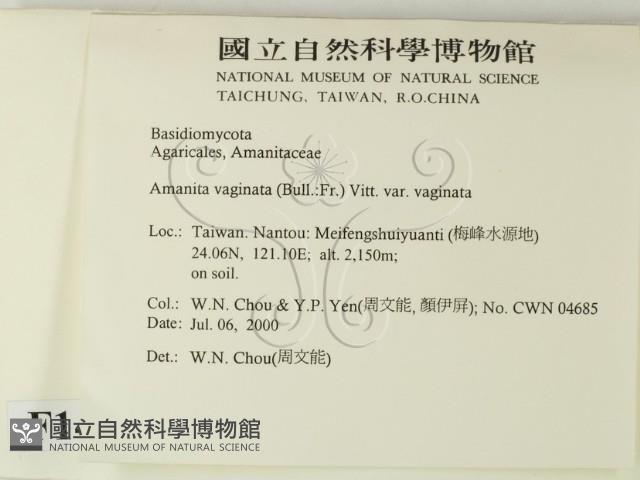 國立自然科學博物館
NATIONAL MUSEUM OF NATURAL SCIENCE
TAICHUNG, TAIWAN, R.O.CHINA
Basidiomycota
Agaricales, Amanitaceae
Amanita vaginata (Bull.:Fr.) Vitt. var. vaginata
Loc.: Taiwan. Nantou: Meifengshuiyuanti (梅峰水源地)
24.06N, 121.10E; alt. 2,150m;
on soil.
Col.: W.N. Chou & Y.P. Yen(周文能, 顏伊屏); No. CWN 04685
Date: Jul. 06, 2000
Det.: W.N. Chou(周文能)
國立自然科學博物館
NATIONAL MUSEUM OF NATURAL SCIENCE